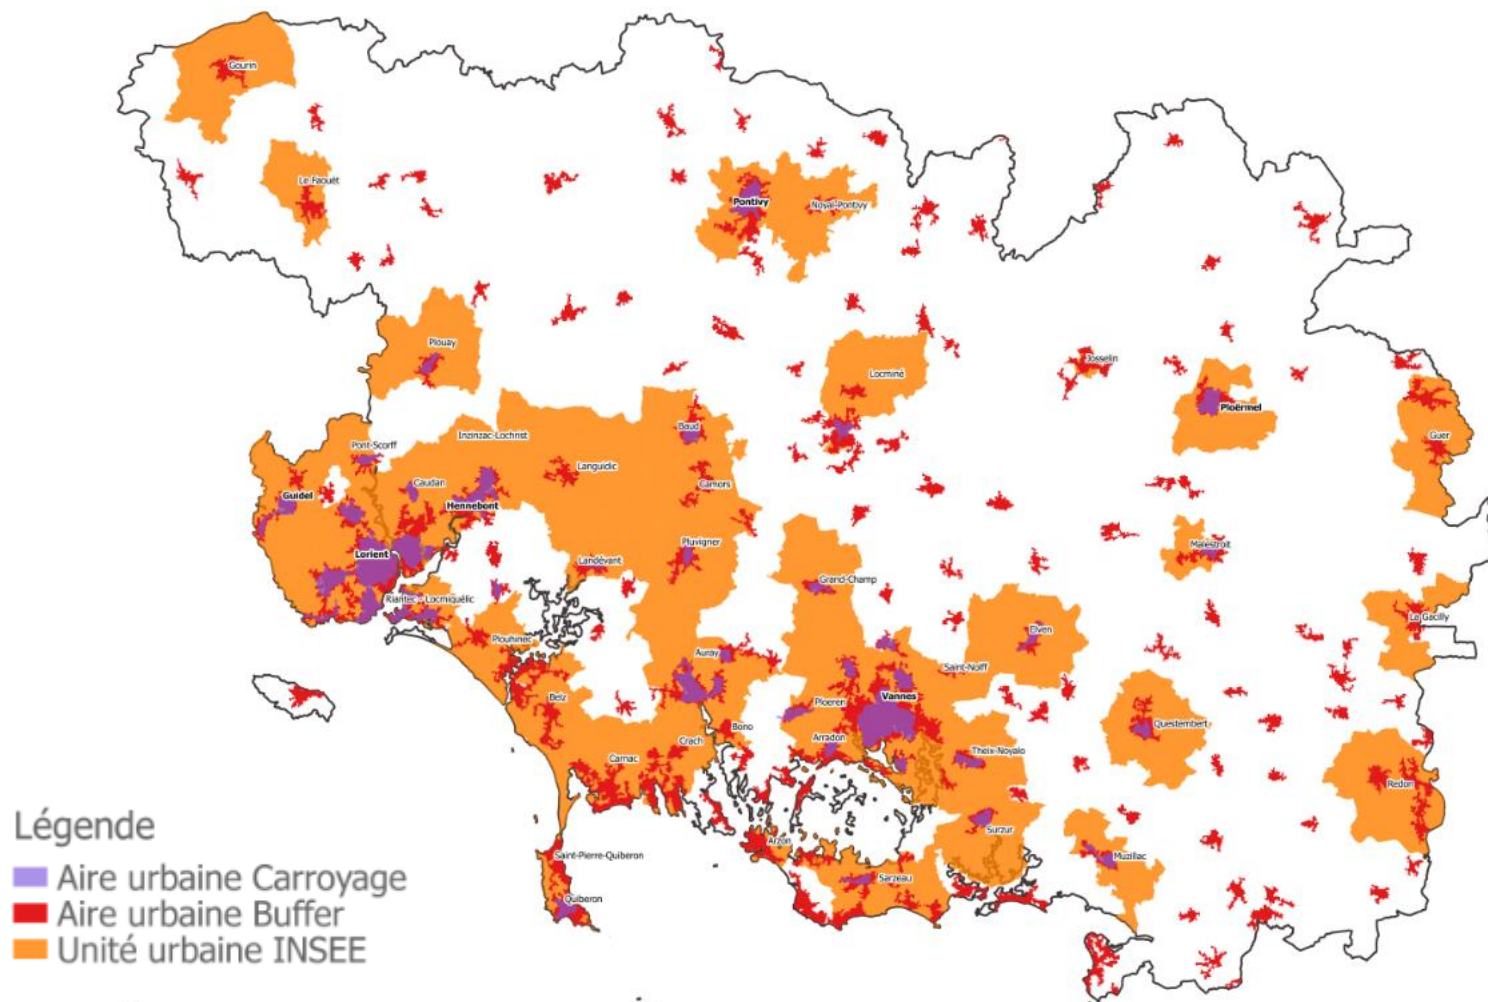 Gourin
Le Faouët
Pontivy
Noyal-Pontivy
Plouay
Locminé
Josselin
Ploërmel
Guer
Baud
Inzinzac-Lochrist
Pont-Scorff
Languidic
Caudan
Camors
Guidel
Hennebont
Malestroit
Lorient
Pluvigner
Landévant
Grand-Champ
Riantec - Locmiquélic
La Gacilly
Elven
Plouhinec
Auray
Saint-Nolff
Belz
Ploeren
Vannes
Bono
Questembert
Crach
Arradon
Carnac
Theix-Noyalo
Redon
Surzur
Arzon
Saint-Pierre-Quiberon
Muzillac
Sarzeau
Quiberon
Légende
Aire urbaine Carroyage
Aire urbaine Buffer
Unité urbaine INSEE